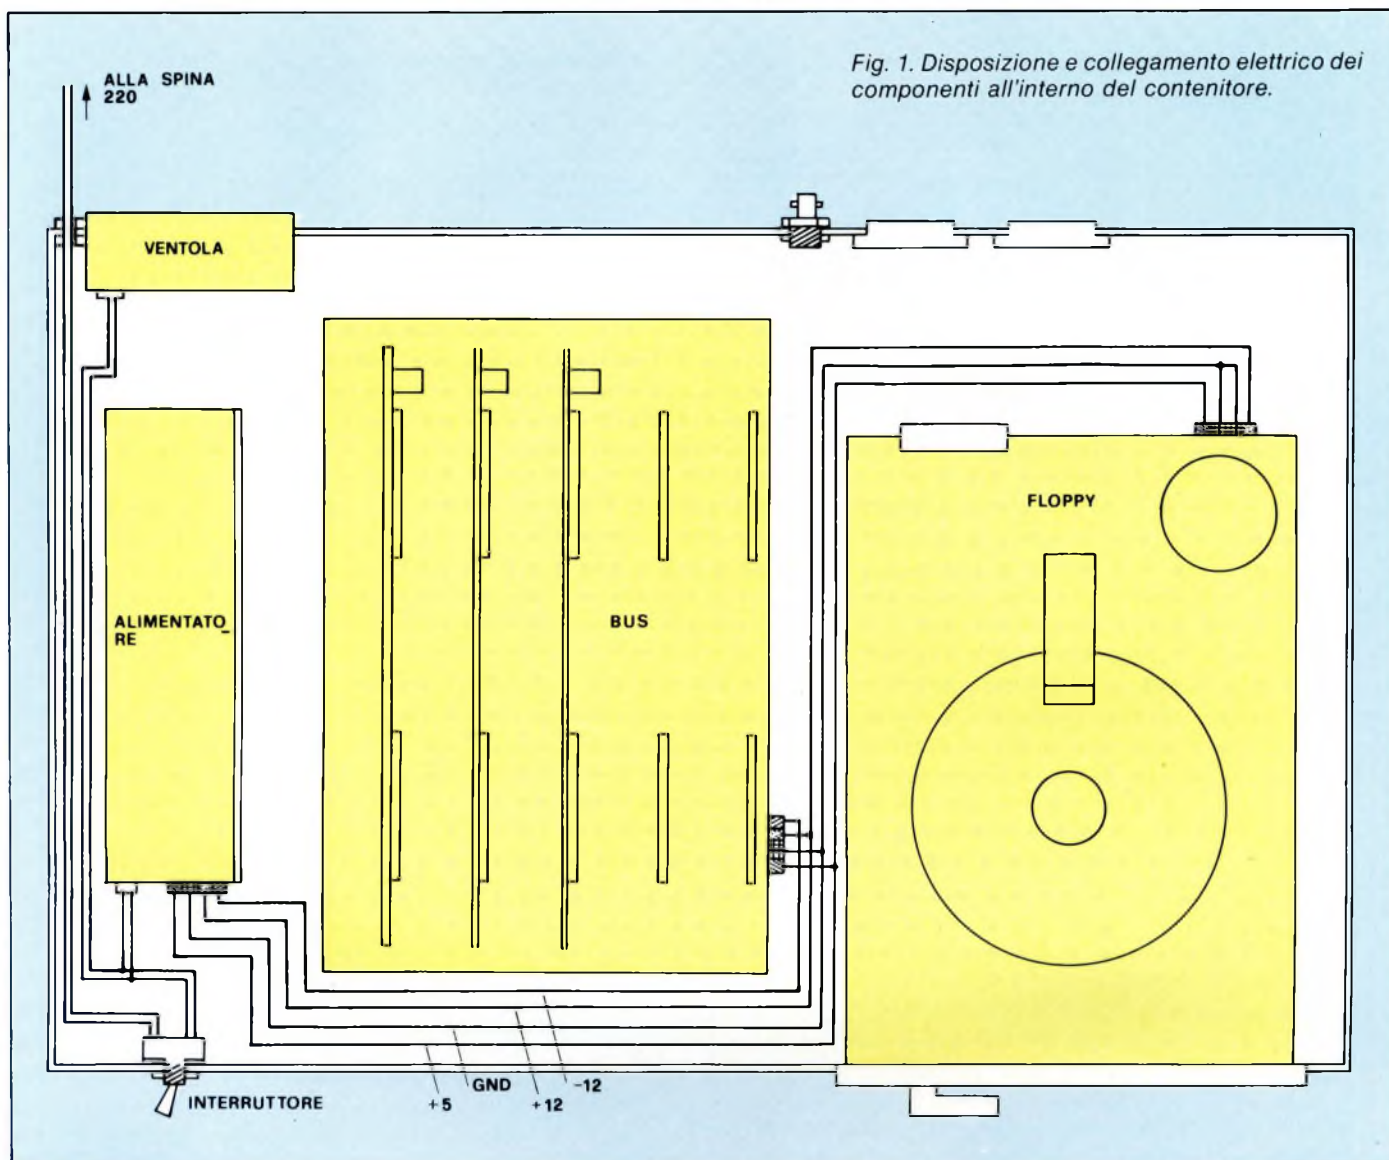 Fig. 1. Disposizione e collegamento elettrico dei
componenti all'interno del contenitore.
ALLA SPINA
220
VENTOLA
FLOPPY
ALIMENTATO_
RE
BUS
INTERRUTTORE
+5
GND
+12
-12